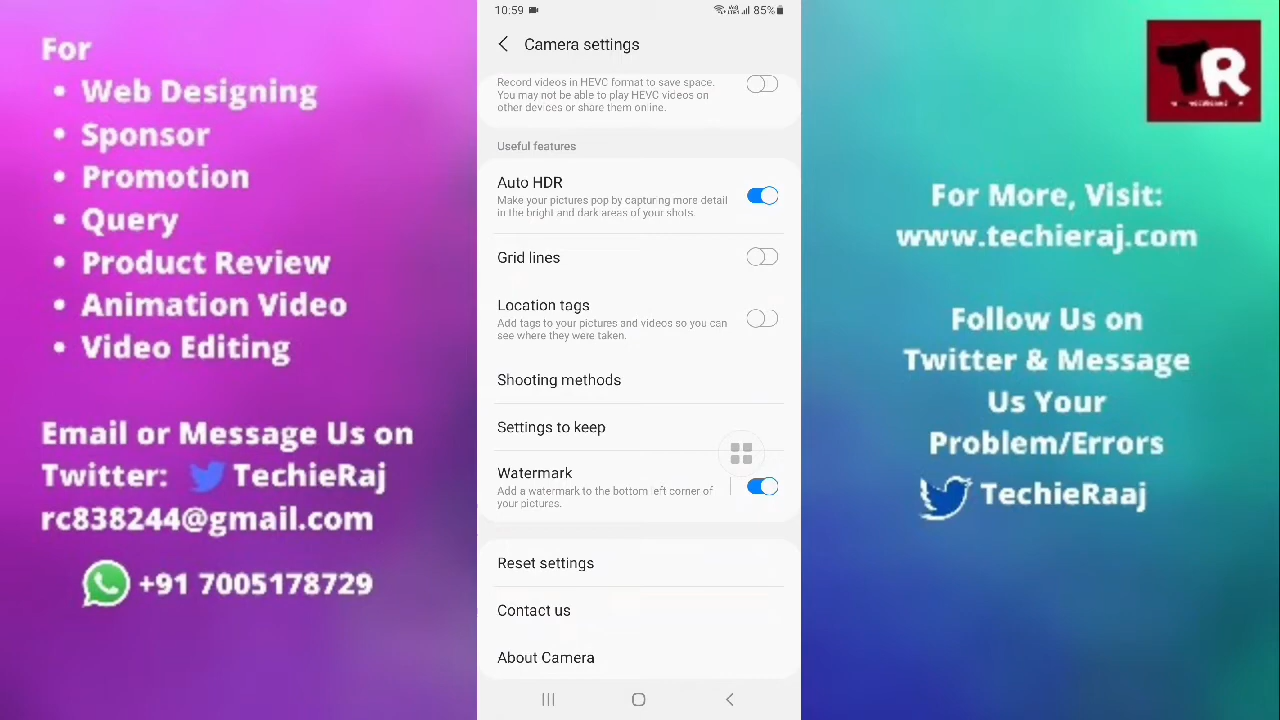 For
• Web Designing
• Sponsor
• Promotion
• Query
• Product Review
• Animation Video
• Video Editing
Email or Message Us on
Twitter: TechieRaj
rc838244@gmail.com
+91 7005178729
10:59
85%
Camera settings
Record videos in HEVC format to save space.
You may not be able to play HEVC videos on
other devices or share them online.
Useful features
Auto HDR
Make your pictures pop by capturing more detail
in the bright and dark areas of your shots.
Grid lines
Location tags
Add tags to your pictures and videos so you can
see where they were taken.
Shooting methods
Settings to keep
Watermark
Add a watermark to the bottom left corner of
your pictures.
Reset settings
Contact us
About Camera
TR
For More, Visit:
www.techieraj.com
Follow Us on
Twitter & Message
Us Your
Problem/Errors
TechieRaaj